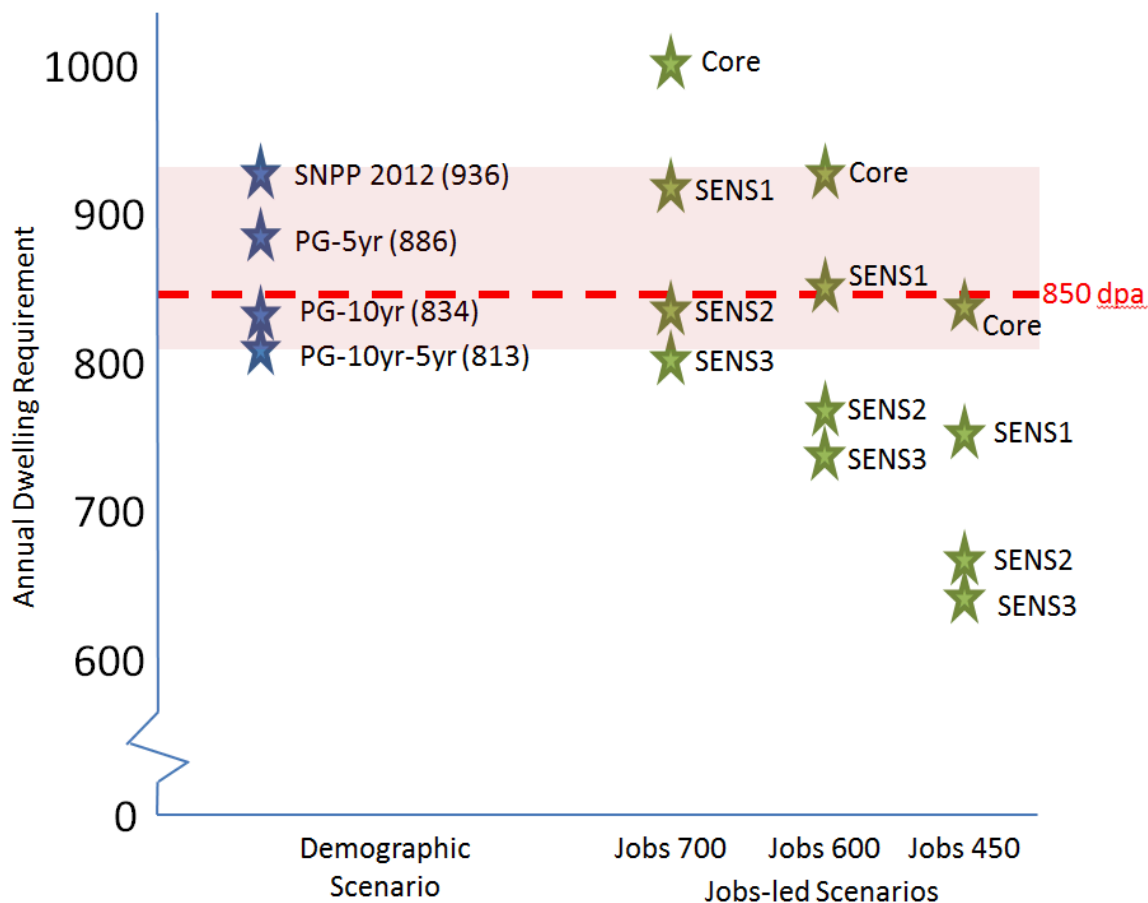 Annual Dwelling Requirement
1000
900
800
700
600
0
SNPP 2012 (936)
PG-5yr (886)
PG-10yr (834)
PG-10yr-5yr (813)
Core
SENS1
SENS2
SENS3
Core
SENS1
SENS2
SENS3
Core
SENS1
SENS2
SENS3
850 dpa
Demographic
Scenario
Jobs 700
Jobs 600
Jobs 450
Jobs-led Scenarios